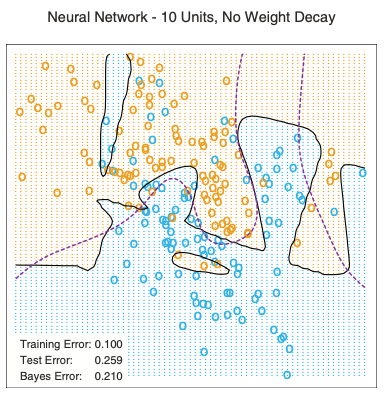 Neural Network - 10 Units, No Weight Decay
Training Error: 0.100
Test Error: 0.259
Bayes Error: 0.210